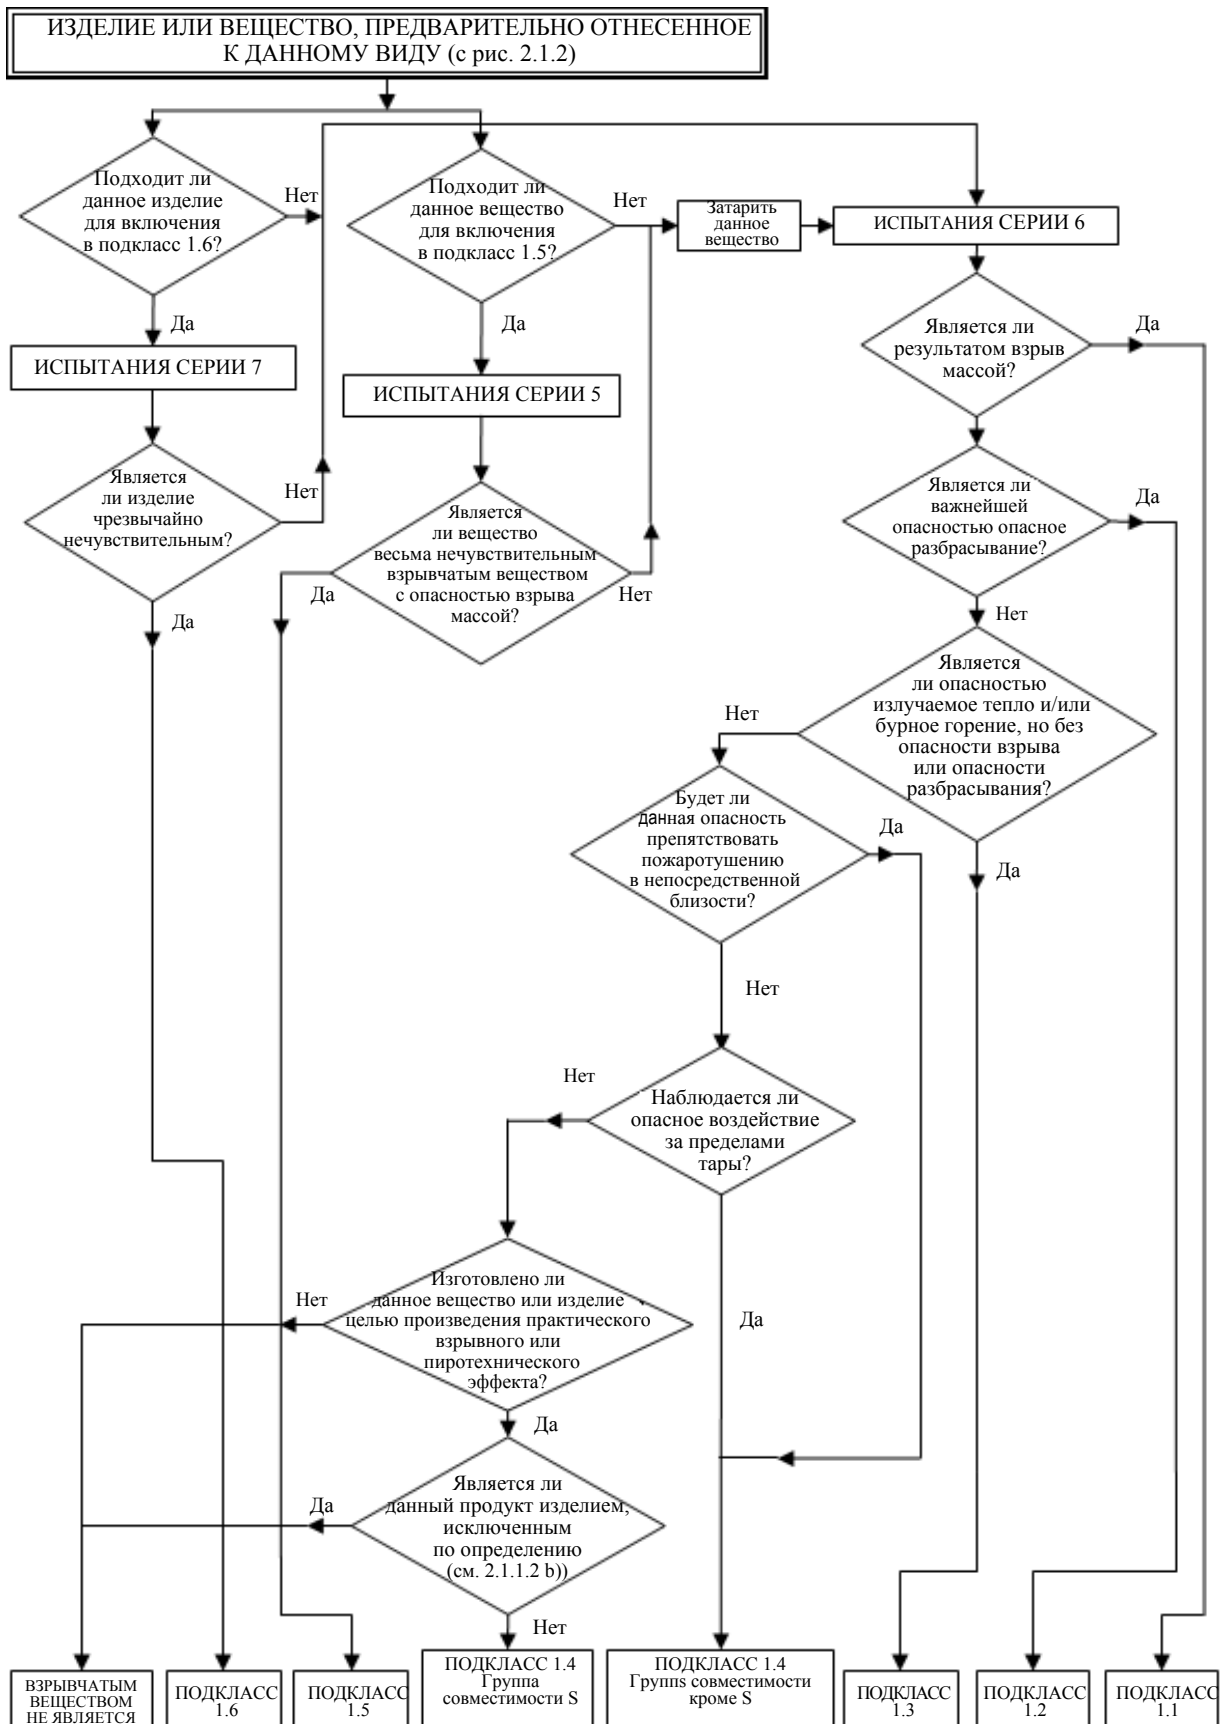 ИЗДЕЛИЕ ИЛИ ВЕЩЕСТВО, ПРЕДВАРИТЕЛЬНО ОТНЕСЕННОЕ
К ДАННОМУ ВИДУ (с рис. 2.1.2)
Подходит ли
данное изделие
для включения
в подкласс 1.6?
Нет
Да
Подходит ли
данное вещество
для включения
в подкласс 1.5?
Нет
Да
Затарить
данное
вещество
ИСПЫТАНИЯ СЕРИИ 6
ИСПЫТАНИЯ СЕРИИ 7
ИСПЫТАНИЯ СЕРИИ 5
Является ли
результатом взрыв
массой?
Да
Является
ли изделие
чрезвычайно
нечувствительным?
Нет
Да
Является
ли вещество
весьма нечувствительным
взрывчатым веществом
с опасностью взрыва
массой?
Да
Нет
Является ли
важнейшей
опасностью опасное
разбрасывание?
Да
Нет
Является
ли опасностью
излучаемое тепло и/или
бурное горение, но без
опасности взрыва
или опасности
разбрасывания?
Нет
Да
Будет ли
данная опасность
препятствовать
пожаротушению
в непосредственной
близости?
Да
Нет
Наблюдается ли
опасное воздействие
за пределами
тары?
Нет
Да
Изготовлено ли
данное вещество или изделие
целью произведения практического
взрывного или
пиротехнического
эффекта?
Нет
Да
Является ли
данный продукт изделием,
исключенным
по определению
(см. 2.1.1.2 b))
Да
Нет
ВЗРЫВЧАТЫМ
ВЕЩЕСТВОМ
НЕ ЯВЛЯЕТСЯ
ПОДКЛАСС
1.6
ПОДКЛАСС
1.5
ПОДКЛАСС 1.4
Группа
совместимости S
ПОДКЛАСС 1.4
Группs совместимости
кроме S
ПОДКЛАСС
1.3
ПОДКЛАСС
1.2
ПОДКЛАСС
1.1